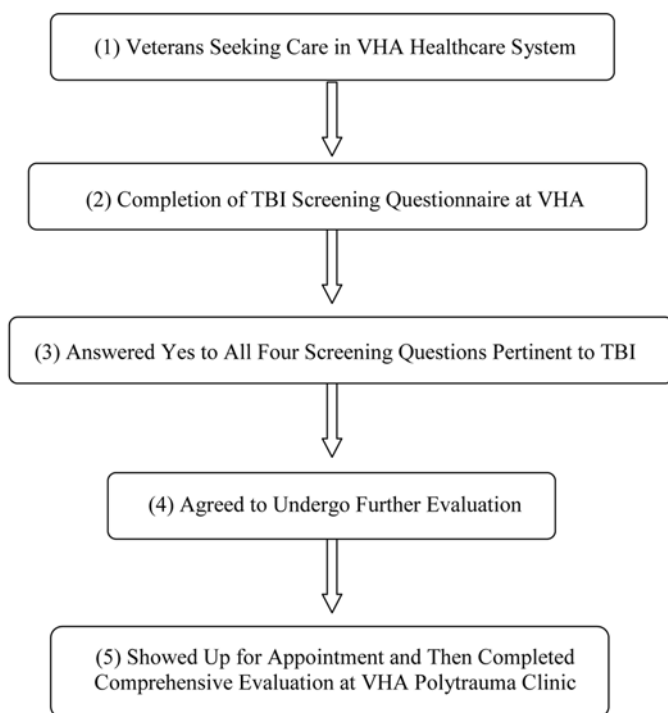 (1) Veterans Seeking Care in VHA Healthcare System
(2) Completion of TBI Screening Questionnaire at VHA
(3) Answered Yes to All Four Screening Questions Pertinent to TBI
(4) Agreed to Undergo Further Evaluation
(5) Showed Up for Appointment and Then Completed
Comprehensive Evaluation at VHA Polytrauma Clinic